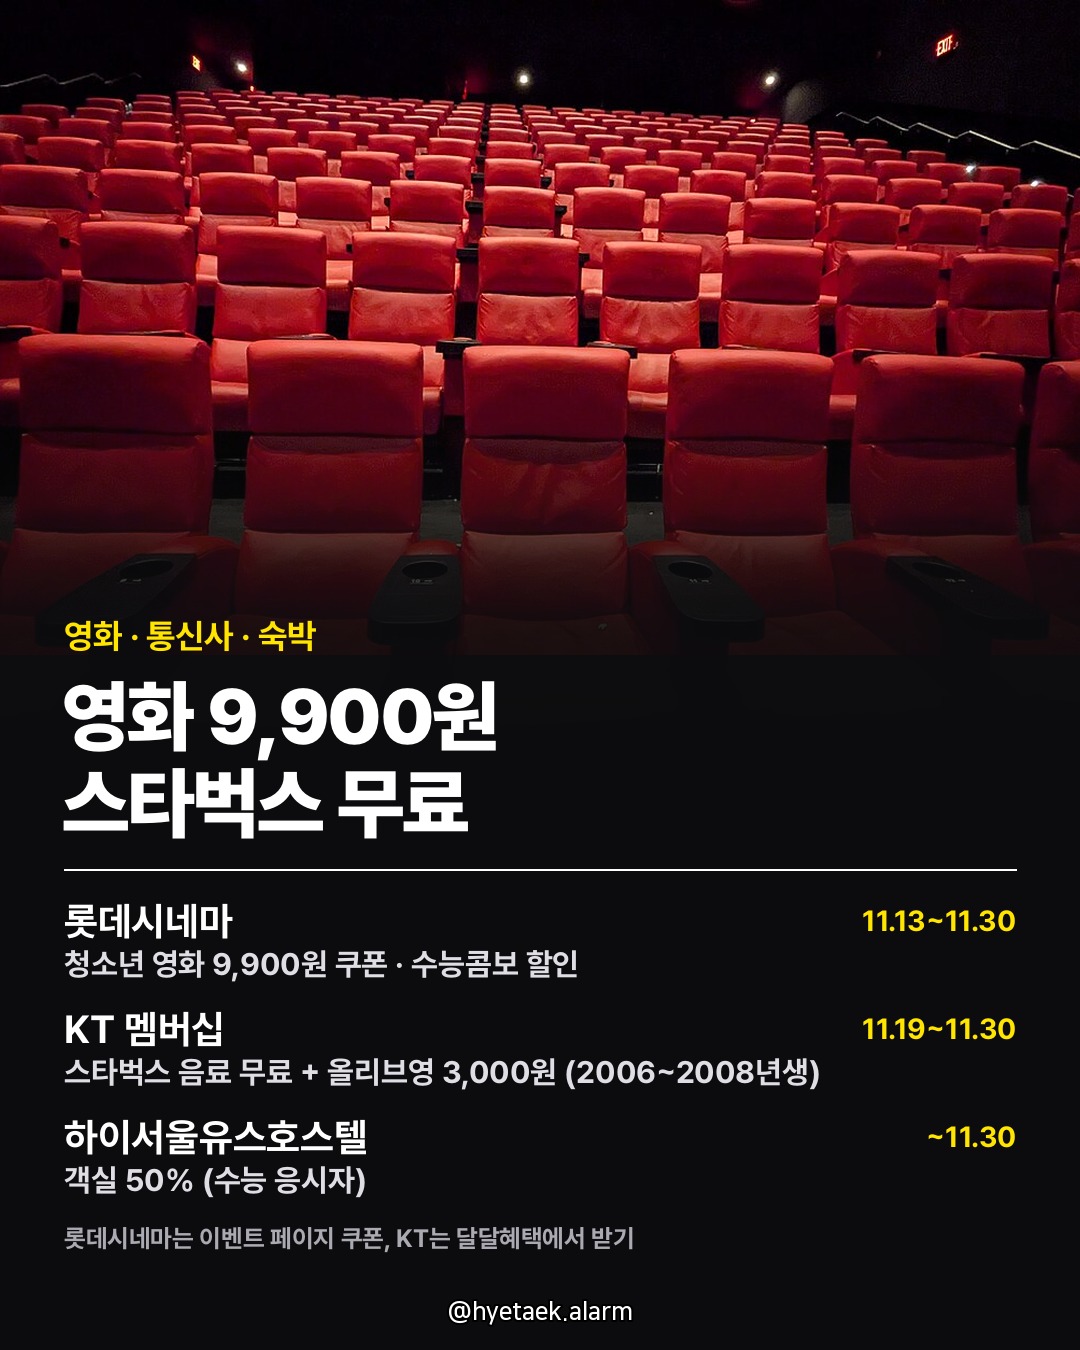 EXIT
영화 · 통신사 · 숙박
영화 9,900원
스타벅스 무료
롯데시네마
11.13~11.30
청소년 영화 9,900원 쿠폰 · 수능콤보 할인
KT 멤버십
11.19~11.30
스타벅스 음료 무료 + 올리브영 3,000원 (2006~2008년생)
하이서울유스호스텔
~11.30
객실 50% (수능 응시자)
롯데시네마는 이벤트 페이지 쿠폰, KT는 달달혜택에서 받기
@hyetaek.alarm